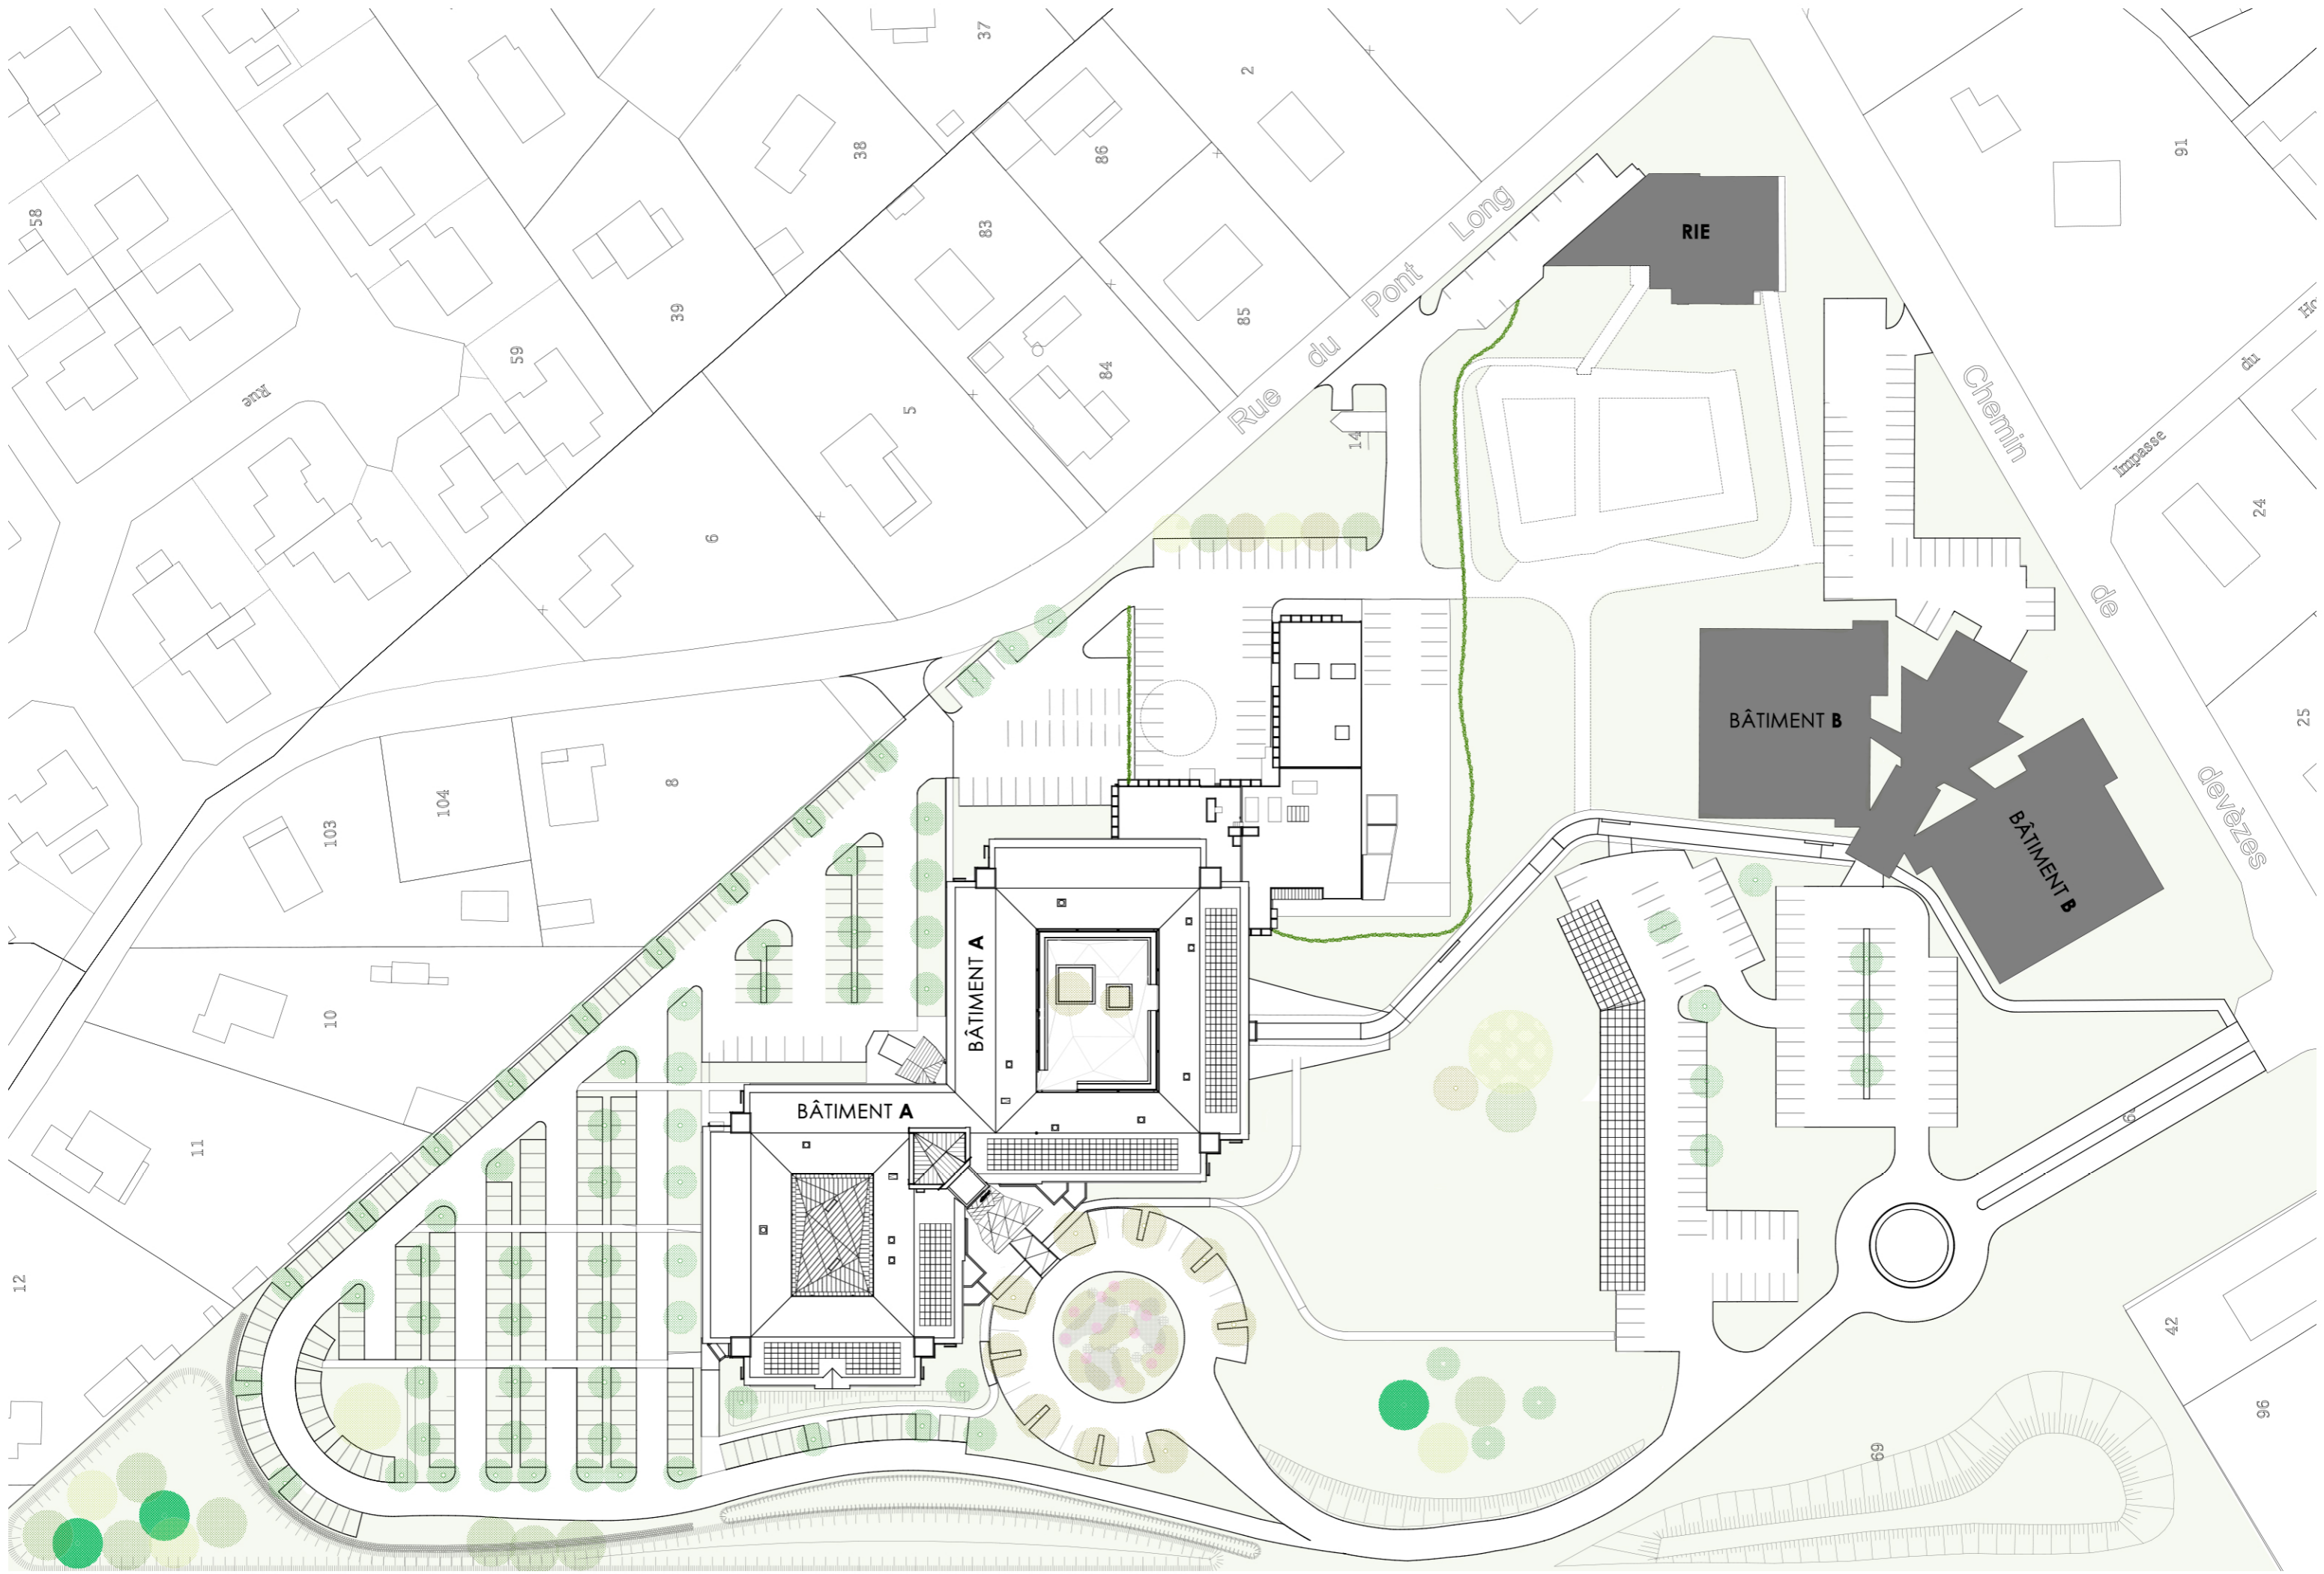 37
2
38
86
91
58
83
RIE
Rue du Pont Long
39
85
59
84
Rue
5
14
Impasse du
Chemin de devèzes
24
6
25
BÂTIMENT B
8
104
103
BÂTIMENT B
BÂTIMENT A
10
BÂTIMENT A
11
12
42
96
69